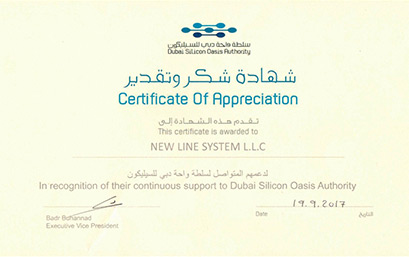 سلطة واحة دبي للسيليكون
Dubai Silicon Oasis Authority
شهادة شكر وتقدير
Certificate Of Appreciation
تقدم هذه الشهادة إلى
This certificate is awarded to
NEW LINE SYSTEM L.L.C
لدعمهم المتواصل لسلطة واحة دبي للسيليكون
In recognition of their continuous support to Dubai Silicon Oasis Authority
Badr Bohannad
Executive Vice President
Date 19.9.2017 التاريخ